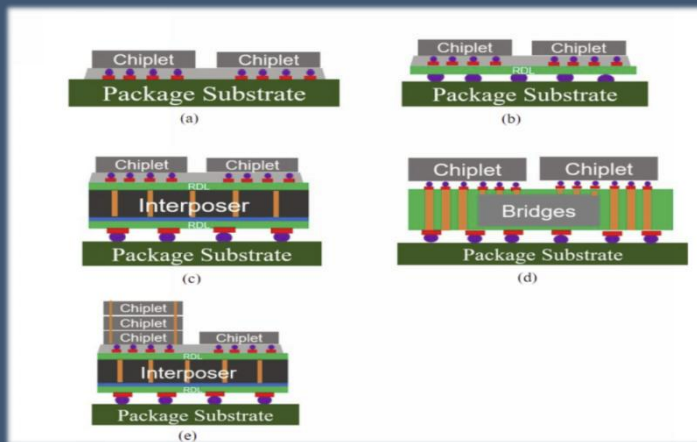 Chiplet Chiplet
Package Substrate
(a)
Chiplet Chiplet
RDL
Package Substrate
(b)
Chiplet Chiplet
RDL
Interposer
RDL
Package Substrate
(c)
Chiplet Chiplet
Bridges
Package Substrate
(d)
Chiplet
Chiplet
Chiplet Chiplet
RDL
Interposer
RDL
Package Substrate
(e)